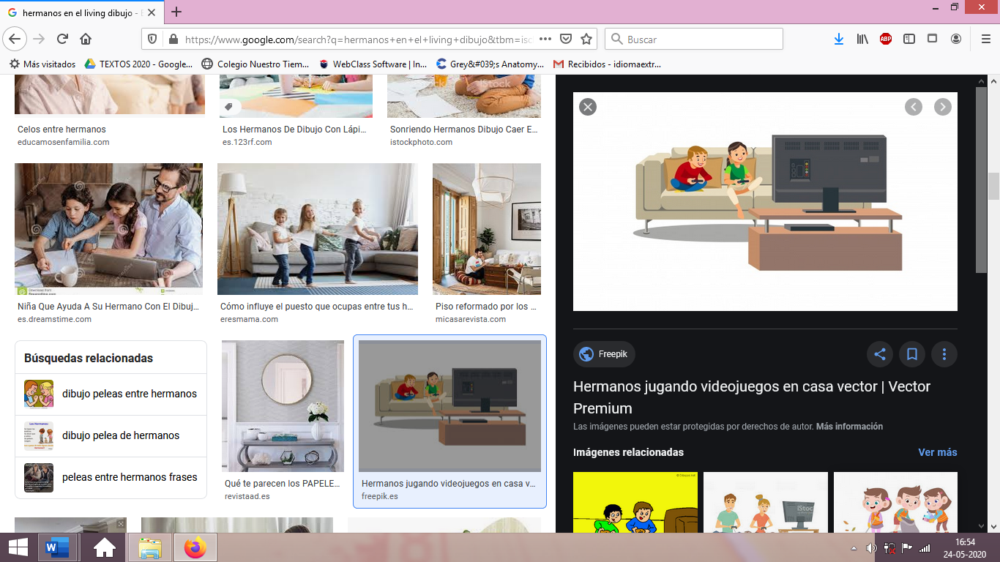 hermanos en el living dibujo - B
https://www.google.com/search?q=hermanos+en+el+living+dibujo&tbm=isc
Buscar
ABP
Más visitados
TEXTOS 2020 - Google...
Colegio Nuestro Tiem...
WebClass Software | In...
Grey&#039;s Anatomy...
Recibidos - idiomaextr...
iStock
Celos entre hermanos
educamosenfamilia.com
Los Hermanos De Dibujo Con Lápi...
es.123rf.com
Sonriendo Hermanos Dibujo Caer E...
istockphoto.com
Niña Que Ayuda A Su Hermano Con El Dibuj...
es.dreamstime.com
Cómo influye el puesto que ocupas entre tus h...
eresmama.com
Piso reformado por los ...
micasarevista.com
Búsquedas relacionadas
dibujo peleas entre hermanos
dibujo pelea de hermanos
peleas entre hermanos frases
Qué te parecen los PAPELE...
revistaad.es
Hermanos jugando videojuegos en casa v...
freepik.es
Freepik
Hermanos jugando videojuegos en casa vector | Vector
Premium
Las imágenes pueden estar protegidas por derechos de autor. Más información
Imágenes relacionadas
Ver más
iStock
16:54
24-05-2020